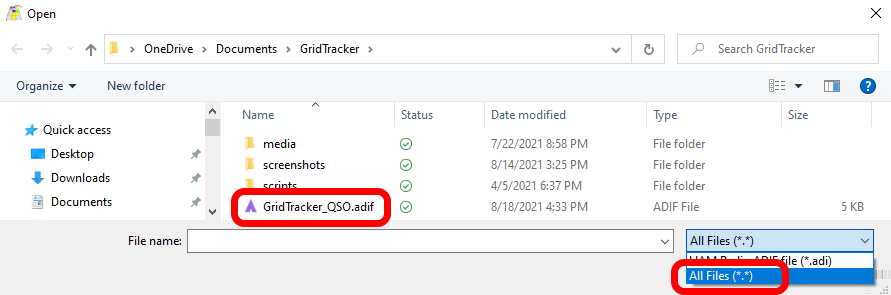 Open
OneDrive > Documents > GridTracker >
Search GridTracker
Organize
New folder
Name Status Date modified Type Size
Quick access
Desktop
Downloads
Documents
media 7/22/2021 8:58 PM File folder
screenshots 8/14/2021 3:25 PM File folder
scripts 4/5/2021 6:37 PM File folder
GridTracker_QSO.adif 8/18/2021 4:33 PM ADIF File 5 KB
File name:
All Files (*.*)
HAM Radio ADIF file (*.adi)
All Files (*.*)